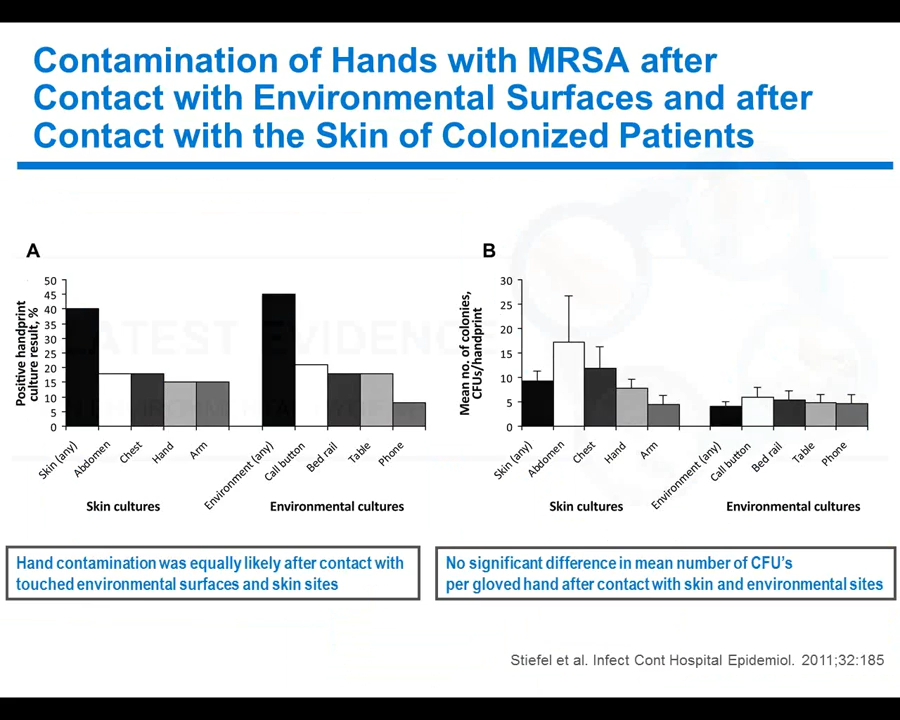 Contamination of Hands with MRSA after
Contact with Environmental Surfaces and after
Contact with the Skin of Colonized Patients
A
Positive handprint
culture result, %
50
45
40
35
30
25
20
15
10
5
0
Skin (any)
Abdomen
Chest
Hand
Arm
Environment (any)
Call button
Bed rail
Table
Phone
Skin cultures
Environmental cultures
B
Mean no. of colonies,
CFUs/handprint
30
25
20
15
10
5
0
Skin (any)
Abdomen
Chest
Hand
Arm
Environment (any)
Call button
Bed rail
Table
Phone
Skin cultures
Environmental cultures
LATEST EVIDENCE
Hand contamination was equally likely after contact with
touched environmental surfaces and skin sites
No significant difference in mean number of CFU's
per gloved hand after contact with skin and environmental sites
Stiefel et al. Infect Cont Hospital Epidemiol. 2011;32:185